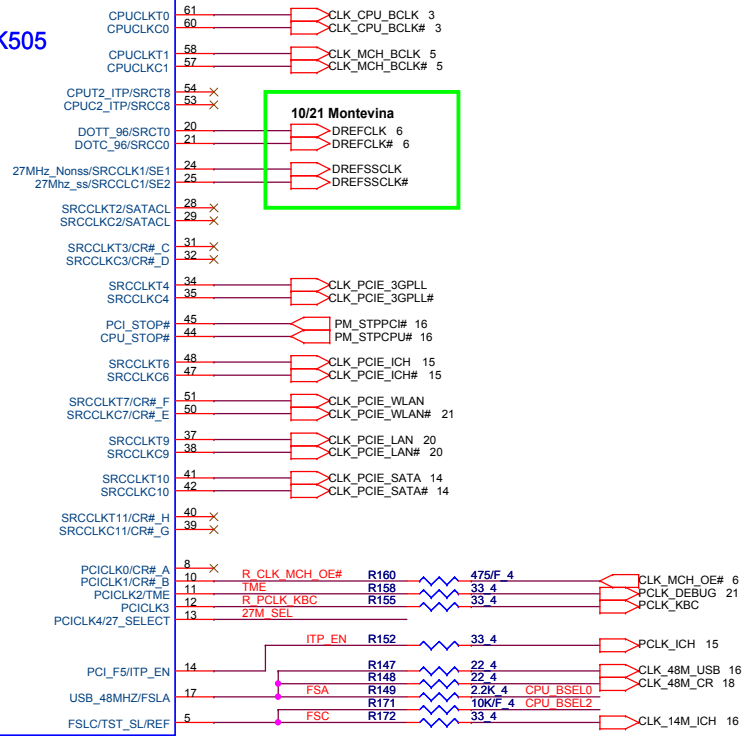 CPUCLKT0 61 CLK_CPU_BCLK 3
CPUCLKC0 60 CLK_CPU_BCLK# 3
K505
CPUCLKT1 58 CLK_MCH_BCLK 5
CPUCLKC1 57 CLK_MCH_BCLK# 5
CPUT2_ITP/SRCT8 54
CPUC2_ITP/SRCC8 53
10/21 Montevina
DOTT_96/SRCT0 20 DREFCLK 6
DOTC_96/SRCC0 21 DREFCLK# 6
27MHz_Nonss/SRCCLK1/SE1 24 DREFSSCLK
27Mhz_ss/SRCCLC1/SE2 25 DREFSSCLK#
SRCCLKT2/SATACL 28
SRCCLKC2/SATACL 29
SRCCLKT3/CR#_C 31
SRCCLKC3/CR#_D 32
SRCCLKT4 34 CLK_PCIE_3GPLL
SRCCLKC4 35 CLK_PCIE_3GPLL#
PCI_STOP# 45 PM_STPPCI# 16
CPU_STOP# 44 PM_STPCPU# 16
SRCCLKT6 48 CLK_PCIE_ICH 15
SRCCLKC6 47 CLK_PCIE_ICH# 15
SRCCLKT7/CR#_F 51 CLK_PCIE_WLAN
SRCCLKC7/CR#_E 50 CLK_PCIE_WLAN# 21
SRCCLKT9 37 CLK_PCIE_LAN 20
SRCCLKC9 38 CLK_PCIE_LAN# 20
SRCCLKT10 41 CLK_PCIE_SATA 14
SRCCLKC10 42 CLK_PCIE_SATA# 14
SRCCLKT11/CR#_H 40
SRCCLKC11/CR#_G 39
PCICLK0/CR#_A 8
PCICLK1/CR#_B 10 R_CLK_MCH_OE# R160 475/F_4 CLK_MCH_OE# 6
PCICLK2/TME 11 TME R158 33_4 PCLK_DEBUG 21
PCICLK3 12 R_PCLK_KBC R155 33_4 PCLK_KBC
PCICLK4/27_SELECT 13 27M_SEL
ITP_EN R152 33_4 PCLK_ICH 15
PCI_F5/ITP_EN 14
R147 22_4 CLK_48M_USB 16
R148 22_4 CLK_48M_CR 18
USB_48MHZ/FSLA 17 FSA R149 2.2K_4 CPU_BSEL0
R171 10K/F_4 CPU_BSEL2
FSLC/TST_SL/REF 5 FSC R172 33_4 CLK_14M_ICH 16